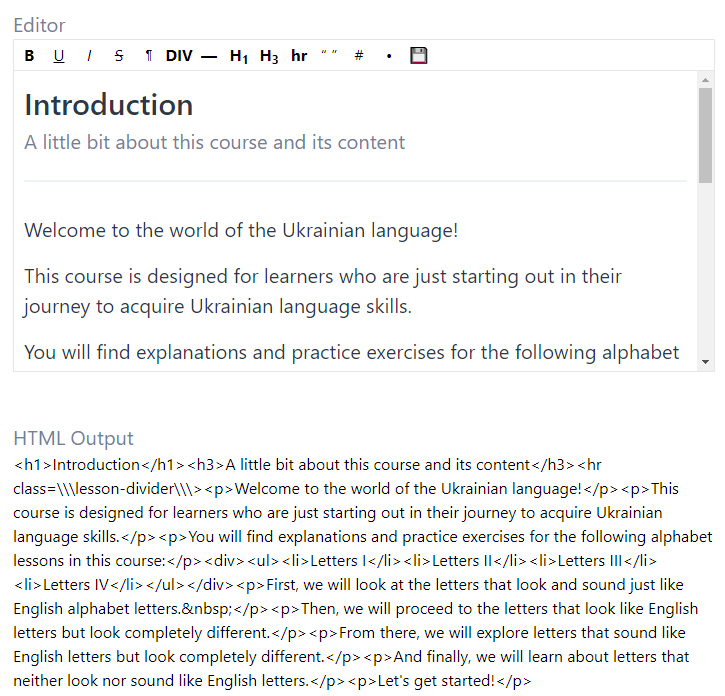 Editor
B U I S ¶ DIV — H1 H3 hr “ ” # •
Introduction
A little bit about this course and its content
Welcome to the world of the Ukrainian language!
This course is designed for learners who are just starting out in their
journey to acquire Ukrainian language skills.
You will find explanations and practice exercises for the following alphabet
HTML Output
<h1>Introduction</h1><h3>A little bit about this course and its content</h3><hr
class=\\\lesson-divider\\\><p>Welcome to the world of the Ukrainian language!</p><p>This
course is designed for learners who are just starting out in their journey to acquire Ukrainian
language skills.</p><p>You will find explanations and practice exercises for the following alphabet
lessons in this course:</p><div><ul><li>Letters I</li><li>Letters II</li><li>Letters III</li>
<li>Letters IV</li></ul></div><p>First, we will look at the letters that look and sound just like
English alphabet letters.&nbsp;</p><p>Then, we will proceed to the letters that look like English
letters but look completely different.</p><p>From there, we will explore letters that sound like
English letters but look completely different.</p><p>And finally, we will learn about letters that
neither look nor sound like English letters.</p><p>Let's get started!</p>